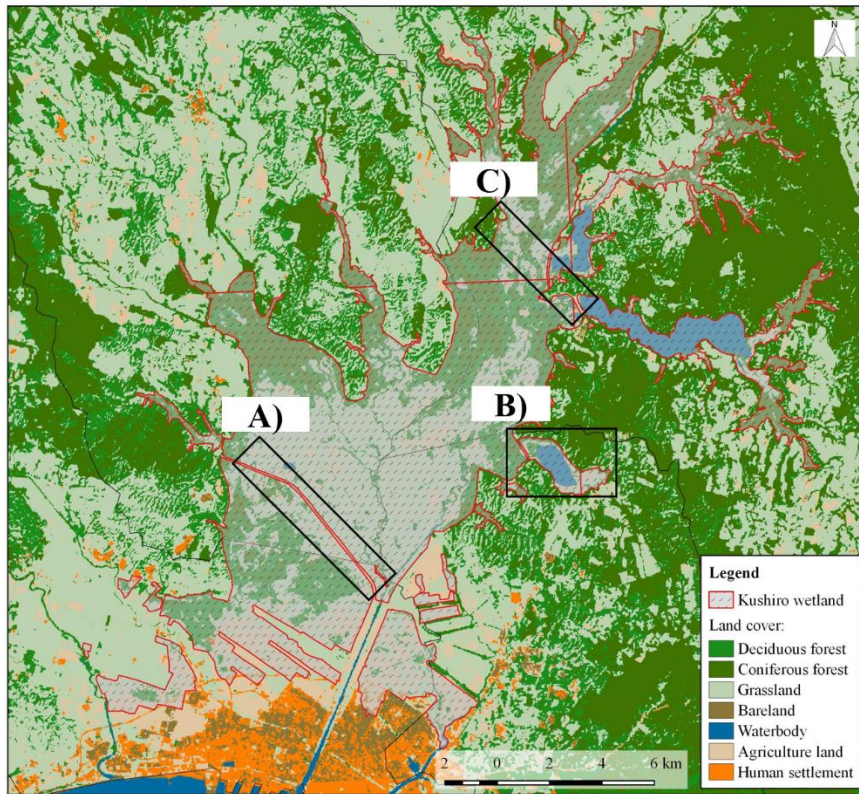 N
C)
B)
A)
Legend
Kushiro wetland
Land cover:
Deciduous forest
Coniferous forest
Grassland
Bareland
Waterbody
Agriculture land
Human settlement
2 0 2 4 6 km